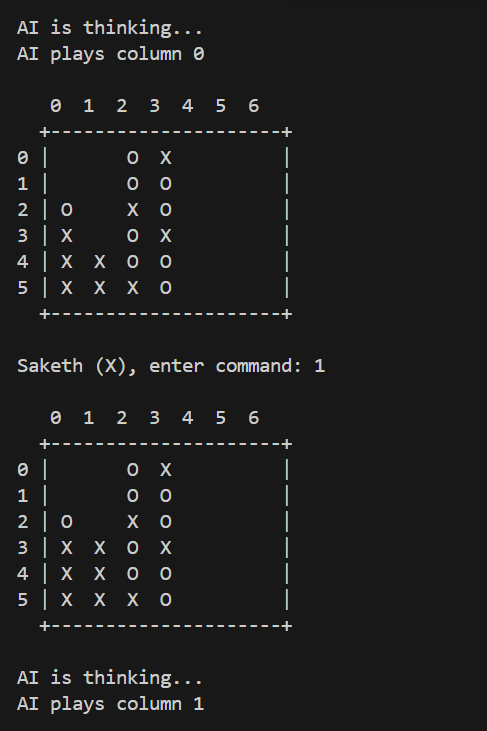 AI is thinking...
AI plays column 0
   0  1  2  3  4  5  6
  +---------------------+
0 |       O  X          |
1 |       O  O          |
2 | O     X  O          |
3 | X     O  X          |
4 | X  X  O  O          |
5 | X  X  X  O          |
  +---------------------+
Saketh (X), enter command: 1
   0  1  2  3  4  5  6
  +---------------------+
0 |       O  X          |
1 |       O  O          |
2 | O     X  O          |
3 | X  X  O  X          |
4 | X  X  O  O          |
5 | X  X  X  O          |
  +---------------------+
AI is thinking...
AI plays column 1